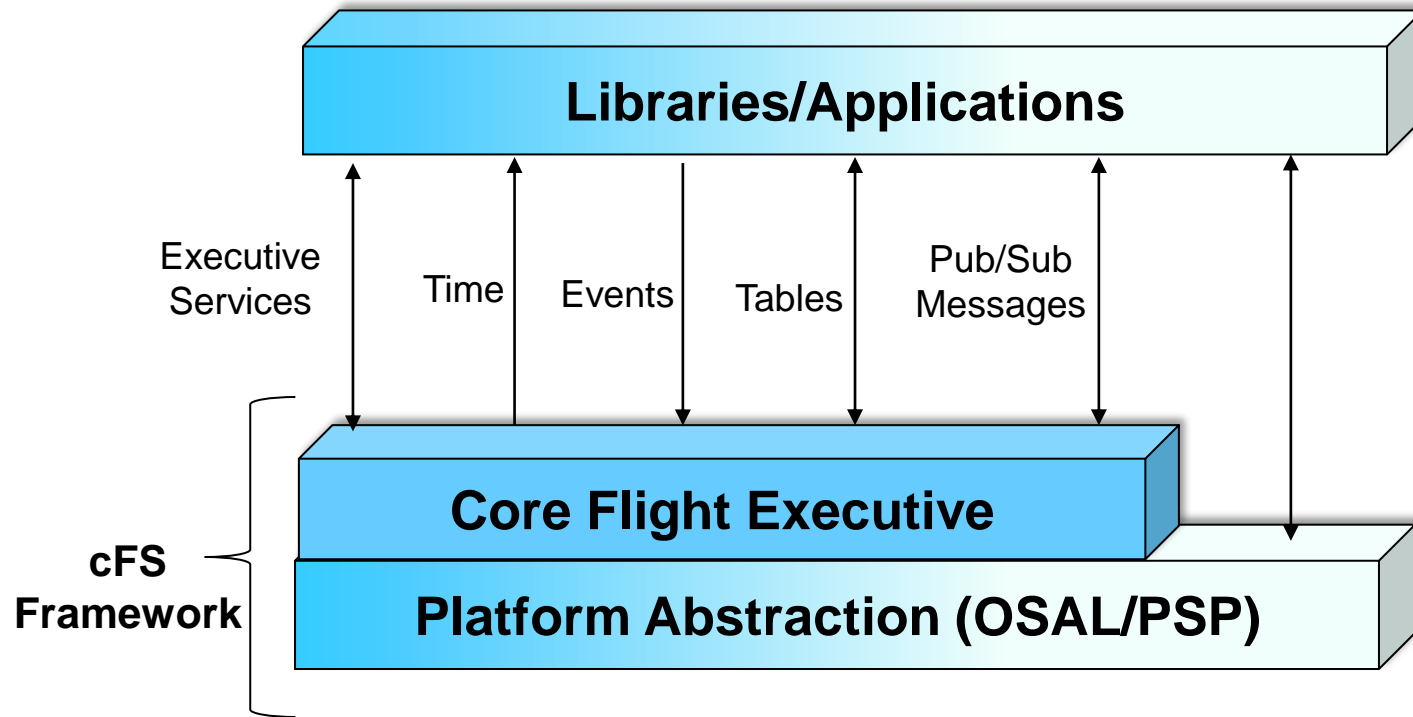 Libraries/Applications
Executive
Services
Time
Events
Tables
Pub/Sub
Messages
Core Flight Executive
cFS
Framework
Platform Abstraction (OSAL/PSP)